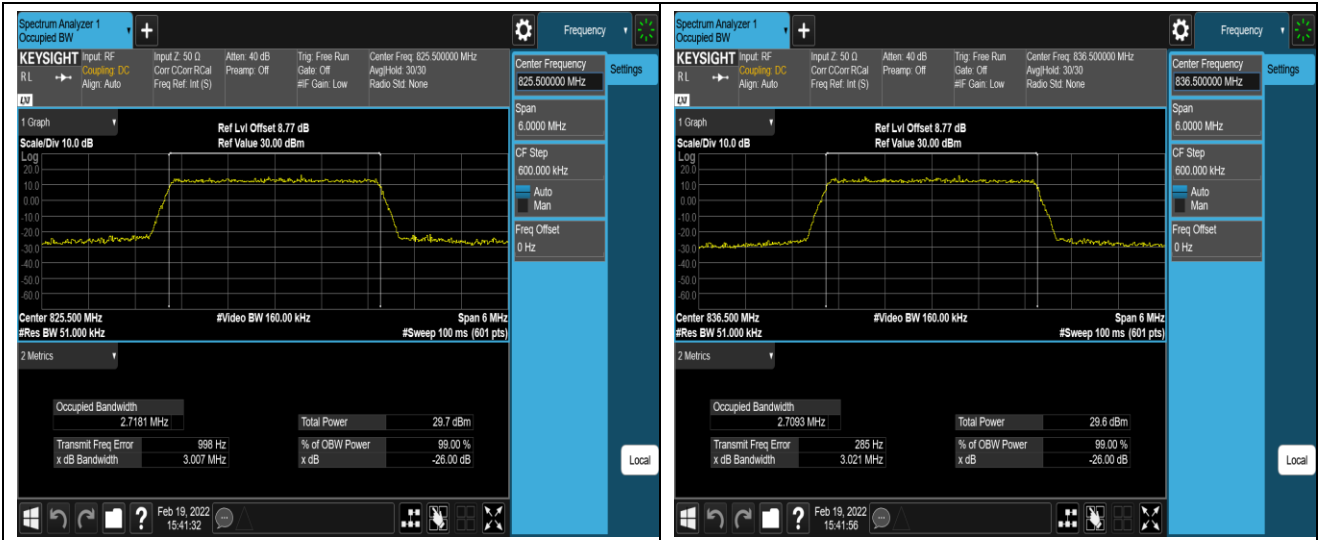 Spectrum Analyzer 1
Occupied BW
+
Frequency
KEYSIGHT Input: RF Input Z: 50 Ω Atten: 40 dB Trig: Free Run Center Freq: 825.500000 MHz
RL Coupling: DC Corr CCorr RCal Preamp: Off Gate: Off Avg|Hold: 30/30
Align: Auto Freq Ref: Int (S) #IF Gain: Low Radio Std: None
LXI
Center Frequency
825.500000 MHz
Settings
Span
6.0000 MHz
CF Step
600.000 kHz
Auto
Man
Freq Offset
0 Hz
1 Graph
Ref Lvl Offset 8.77 dB
Scale/Div 10.0 dB Ref Value 30.00 dBm
Log
20.0
10.0
0.00
-10.0
-20.0
-30.0
-40.0
-50.0
-60.0
Center 825.500 MHz #Video BW 160.00 kHz Span 6 MHz
#Res BW 51.000 kHz #Sweep 100 ms (601 pts)
2 Metrics
Occupied Bandwidth
2.7181 MHz Total Power 29.7 dBm
Transmit Freq Error 998 Hz % of OBW Power 99.00 %
x dB Bandwidth 3.007 MHz x dB -26.00 dB
Local
? Feb 19, 2022
15:41:32
Spectrum Analyzer 1
Occupied BW
+
Frequency
KEYSIGHT Input: RF Input Z: 50 Ω Atten: 40 dB Trig: Free Run Center Freq: 836.500000 MHz
RL Coupling: DC Corr CCorr RCal Preamp: Off Gate: Off Avg|Hold: 30/30
Align: Auto Freq Ref: Int (S) #IF Gain: Low Radio Std: None
LXI
Center Frequency
836.500000 MHz
Settings
Span
6.0000 MHz
CF Step
600.000 kHz
Auto
Man
Freq Offset
0 Hz
1 Graph
Ref Lvl Offset 8.77 dB
Scale/Div 10.0 dB Ref Value 30.00 dBm
Log
20.0
10.0
0.00
-10.0
-20.0
-30.0
-40.0
-50.0
-60.0
Center 836.500 MHz #Video BW 160.00 kHz Span 6 MHz
#Res BW 51.000 kHz #Sweep 100 ms (601 pts)
2 Metrics
Occupied Bandwidth
2.7093 MHz Total Power 29.6 dBm
Transmit Freq Error 285 Hz % of OBW Power 99.00 %
x dB Bandwidth 3.021 MHz x dB -26.00 dB
Local
? Feb 19, 2022
15:41:56